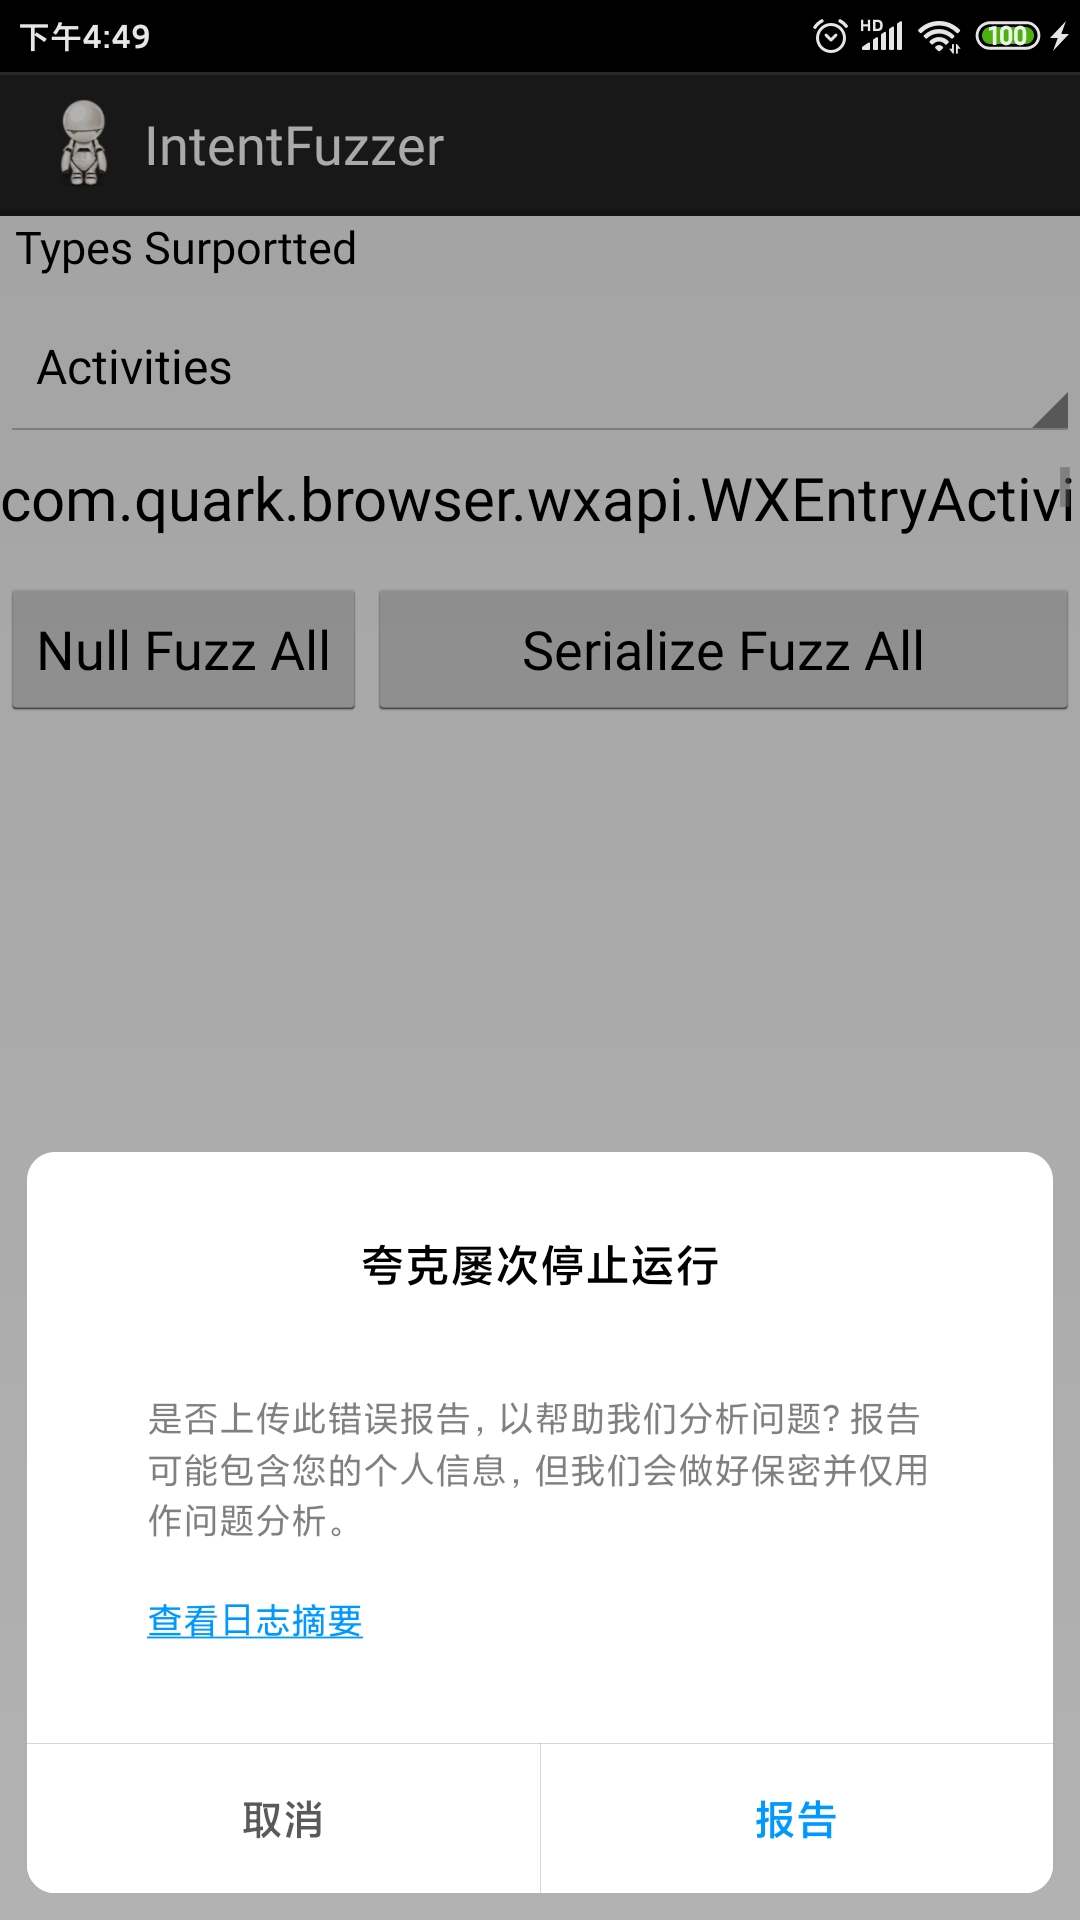 下午4:49
HD
100
IntentFuzzer
Types Surportted
Activities
com.quark.browser.wxapi.WXEntryActivi
Null Fuzz All
Serialize Fuzz All
夸克屡次停止运行
是否上传此错误报告，以帮助我们分析问题？报告
可能包含您的个人信息，但我们会做好保密并仅用
作问题分析。
查看日志摘要
取消
报告